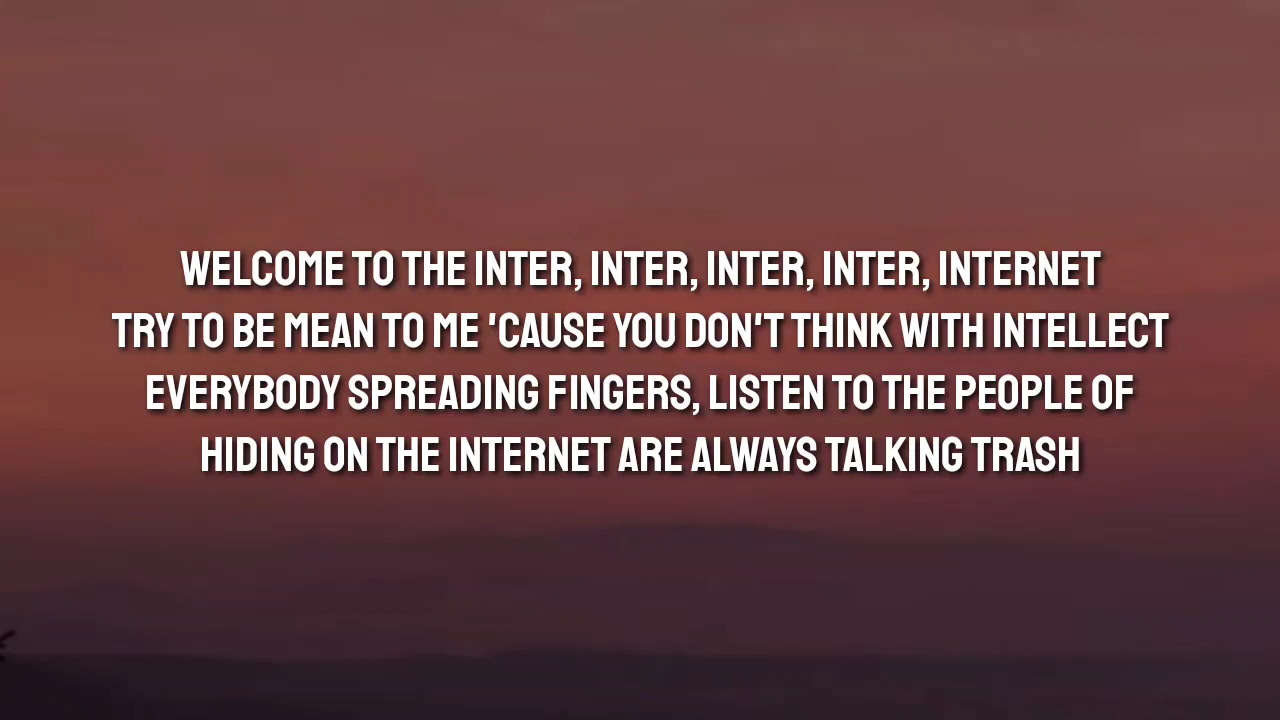 WELCOME TO THE INTER, INTER, INTER, INTER, INTERNET
TRY TO BE MEAN TO ME 'CAUSE YOU DON'T THINK WITH INTELLECT
EVERYBODY SPREADING FINGERS, LISTEN TO THE PEOPLE OF
HIDING ON THE INTERNET ARE ALWAYS TALKING TRASH